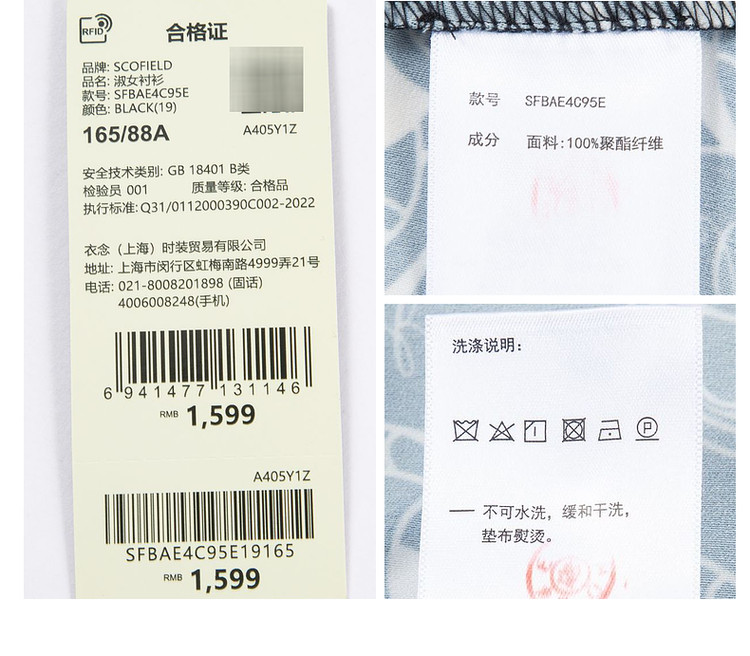 RFID
合格证
品牌: SCOFIELD
品名: 淑女衬衫
款号: SFBAE4C95E
颜色: BLACK(19)
165/88A
A405Y1Z
安全技术类别: GB 18401 B类
检验员 001 质量等级: 合格品
执行标准: Q31/0112000390C002-2022
衣念（上海）时装贸易有限公司
地址: 上海市闵行区虹梅南路4999弄21号
电话: 021-8008201898 (固话)
4006008248(手机)
6 941477 131146
RMB 1,599
A405Y1Z
SFBAE4C95E19165
RMB 1,599
款号 SFBAE4C95E
成分 面料:100%聚酯纤维
洗涤说明:
P
— 不可水洗，缓和干洗，
垫布熨烫。